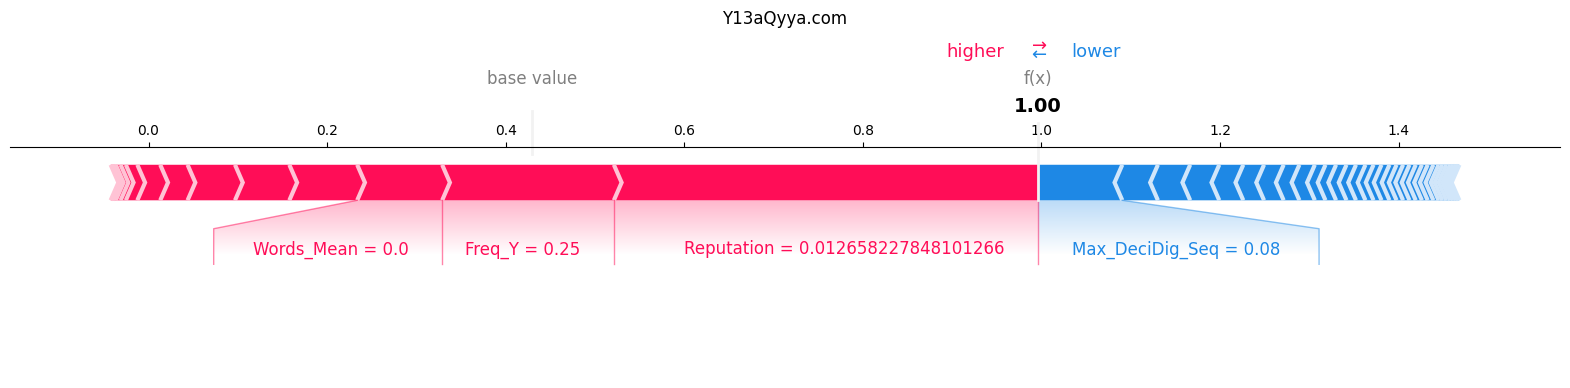 Y13aQyya.com
higher ⇄ lower
base value f(x)
1.00
0.0 0.2 0.4 0.6 0.8 1.0 1.2 1.4
Words_Mean = 0.0 Freq_Y = 0.25 Reputation = 0.012658227848101266 Max_DeciDig_Seq = 0.08